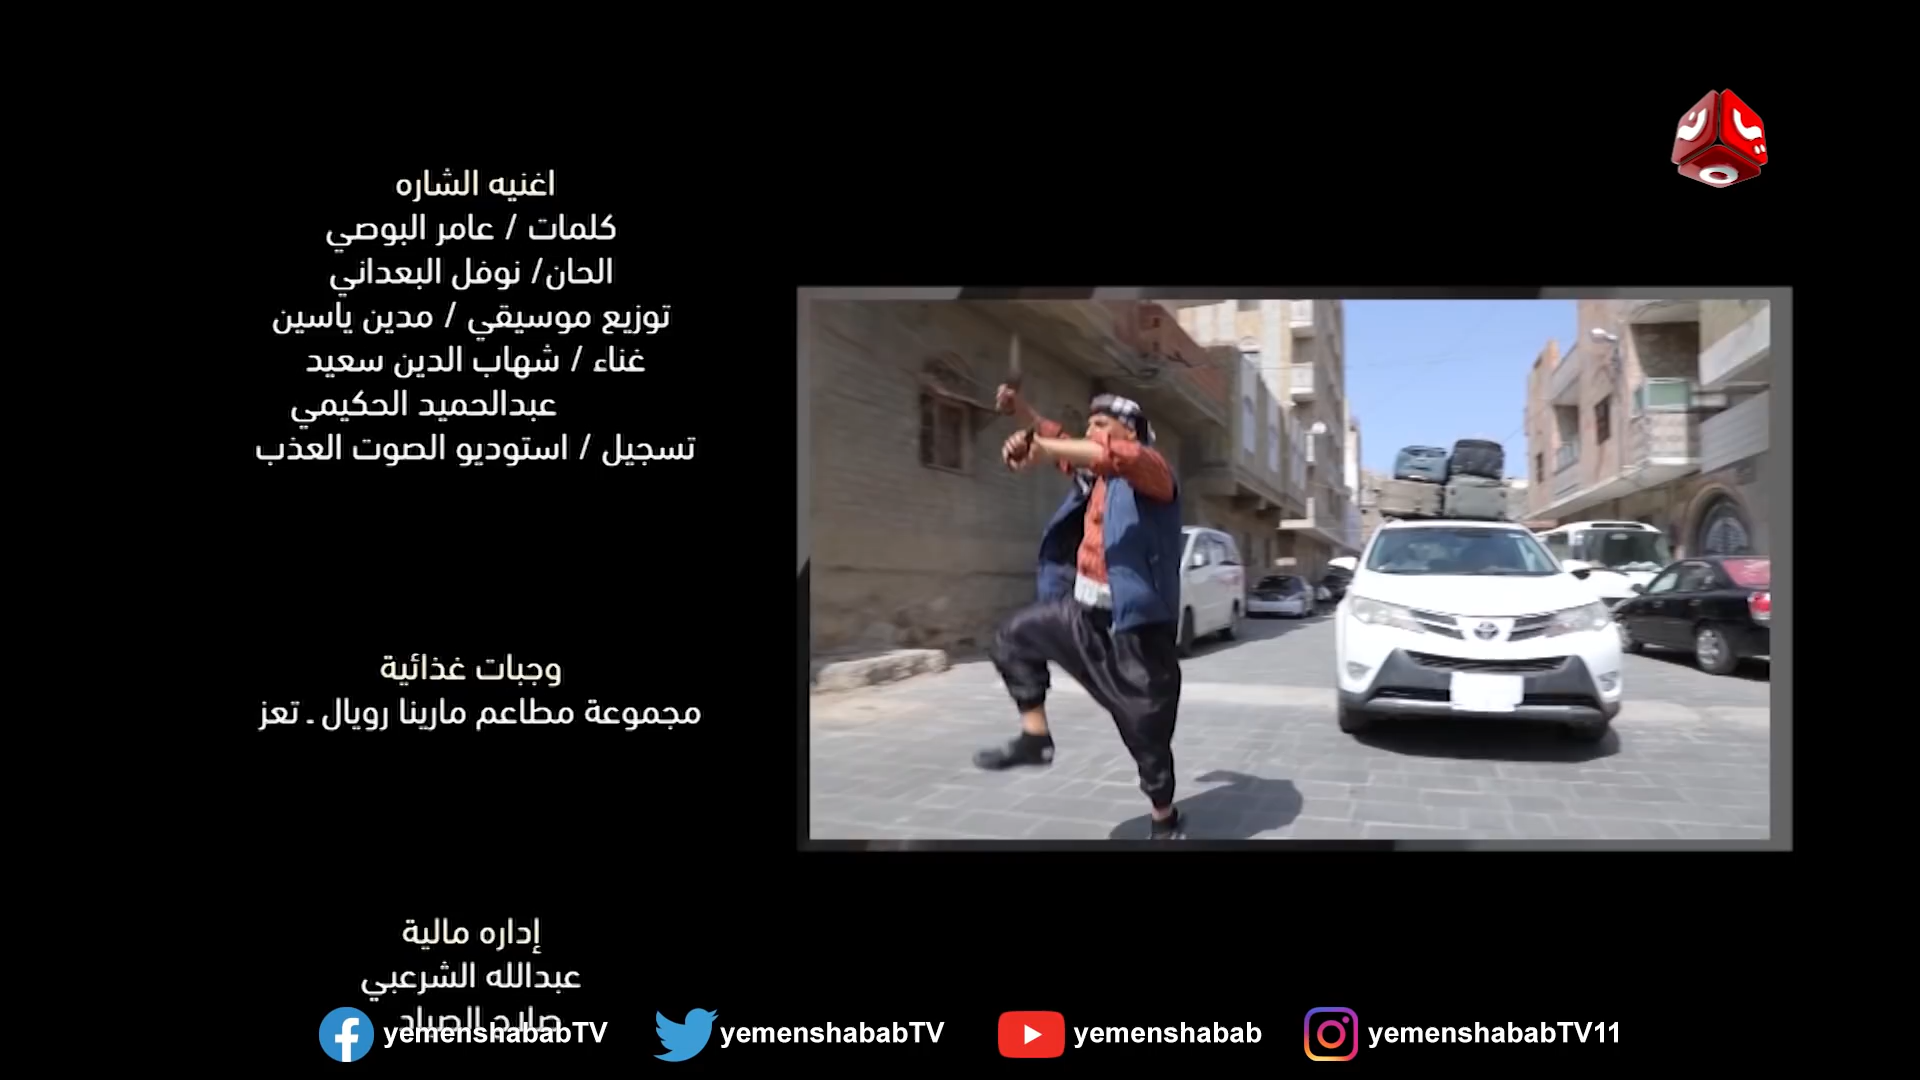 اغنيه الشاره
كلمات / عامر البوصي
الحان/ نوفل البعداني
توزيع موسيقي / مدين ياسين
غناء / شهاب الدين سعيد
عبدالحميد الحكيمي
تسجيل / استوديو الصوت العذب
وجبات غذائية
مجموعة مطاعم مارينا رويال ـ تعز
إداره مالية
عبدالله الشرعبي
yemenshababTV
yemenshababTV
yemenshabab
yemenshababTV11